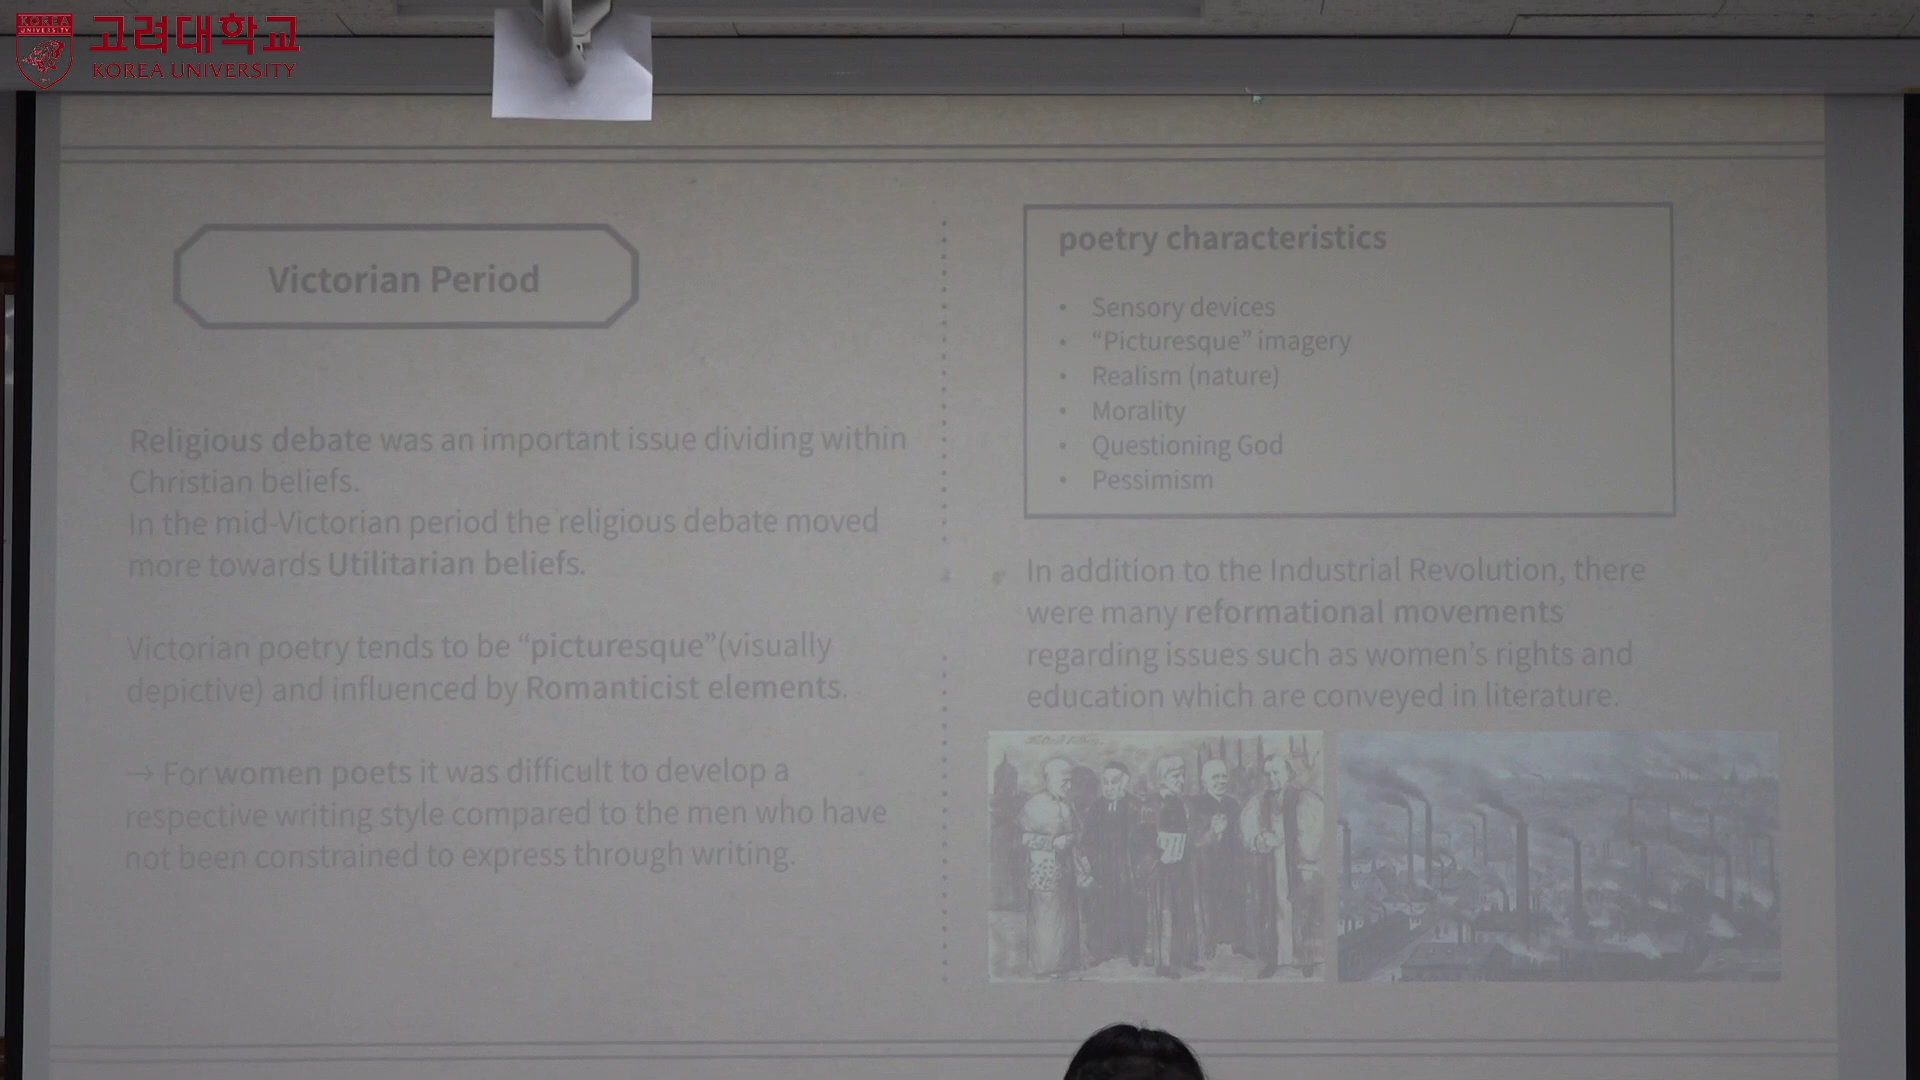 KOREA
UNIVERSITY
고려대학교
KOREA UNIVERSITY
Victorian Period
Religious debate was an important issue dividing within
Christian beliefs.
In the mid-Victorian period the religious debate moved
more towards Utilitarian beliefs.
Victorian poetry tends to be “picturesque”(visually
depictive) and influenced by Romanticist elements.
→ For women poets it was difficult to develop a
respective writing style compared to the men who have
not been constrained to express through writing.
poetry characteristics
• Sensory devices
• “Picturesque” imagery
• Realism (nature)
• Morality
• Questioning God
• Pessimism
In addition to the Industrial Revolution, there
were many reformational movements
regarding issues such as women’s rights and
education which are conveyed in literature.